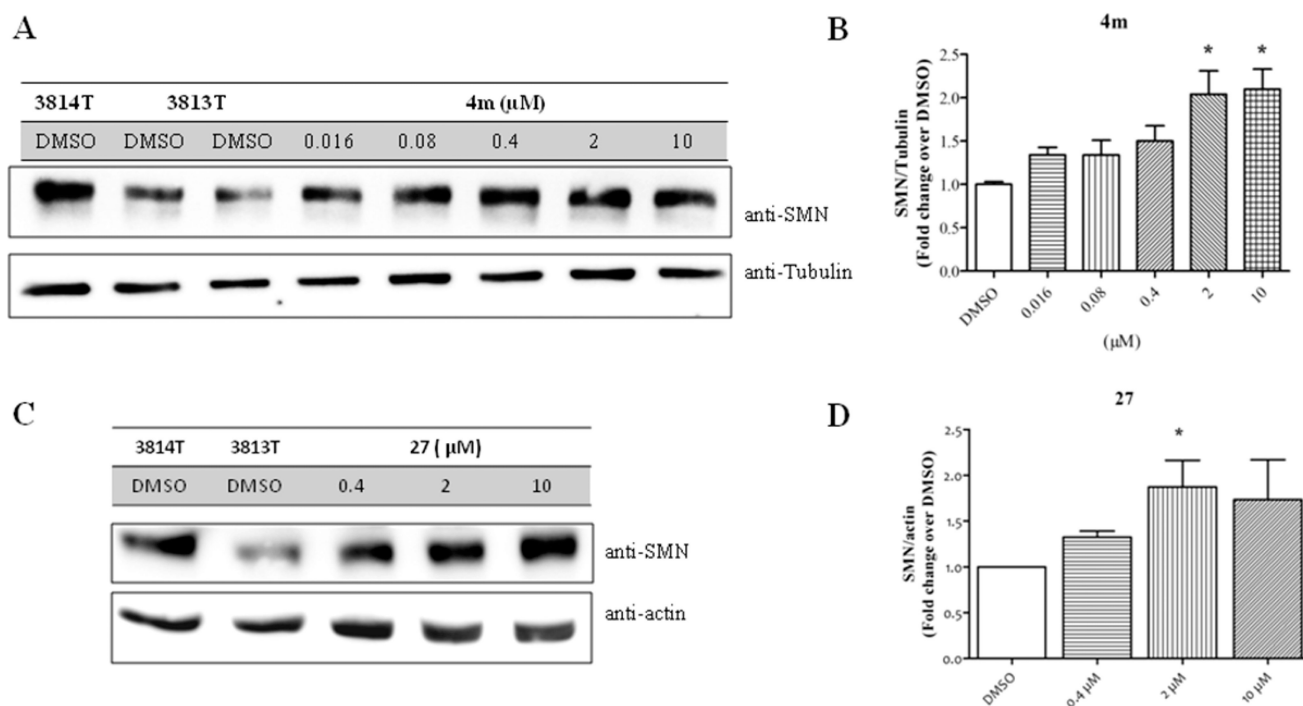 A
3814T 3813T 4m (µM)
DMSO DMSO DMSO 0.016 0.08 0.4 2 10
anti-SMN
anti-Tubulin
B
4m
SMN/Tubulin
(Fold change over DMSO)
2.5
2.0
1.5
1.0
0.5
0.0
* *
DMSO 0.016 0.08 0.4 2 10
(µM)
C
3814T 3813T 27 ( µM)
DMSO DMSO 0.4 2 10
anti-SMN
anti-actin
D
27
SMN/actin
(Fold change over DMSO)
2.5
2.0
1.5
1.0
0.5
0.0
*
DMSO 0.4 µM 2 µM 10 µM